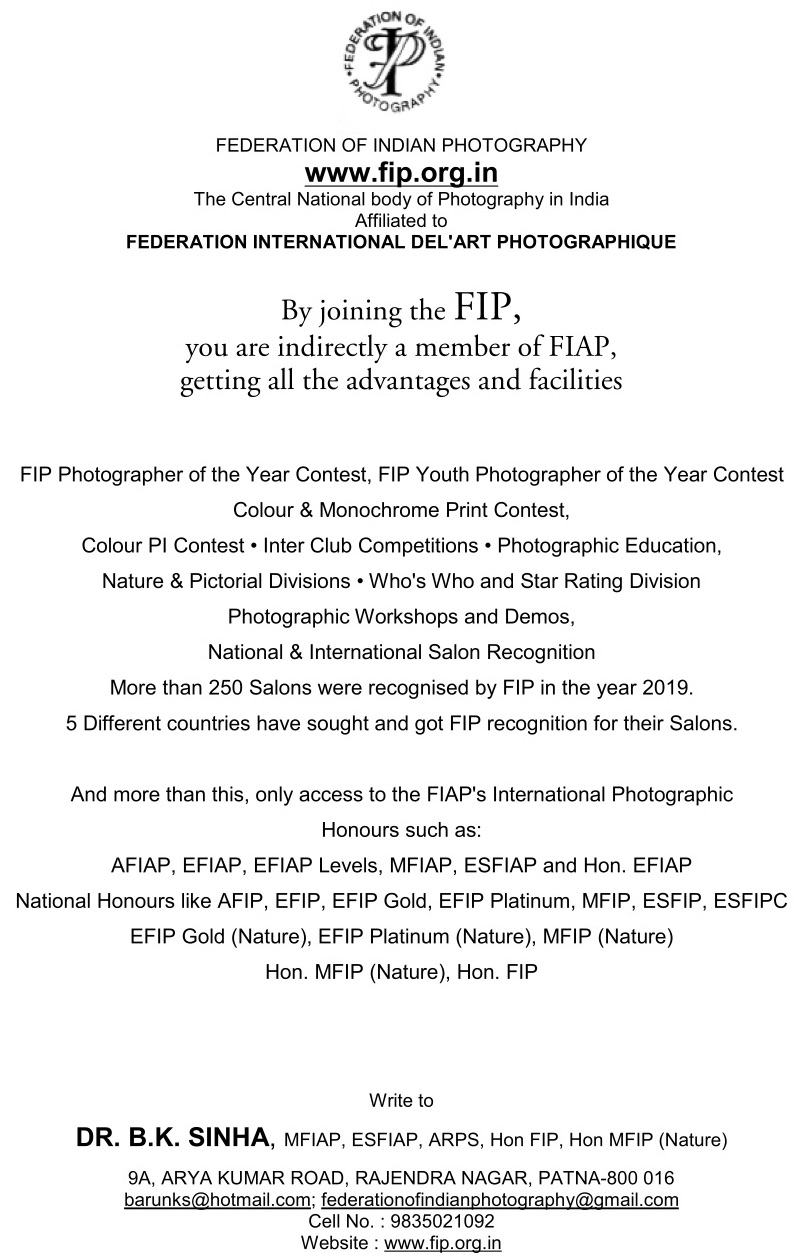 FEDERATION OF INDIAN
PHOTOGRAPHY
FIP
FEDERATION OF INDIAN PHOTOGRAPHY
www.fip.org.in
The Central National body of Photography in India
Affiliated to
FEDERATION INTERNATIONAL DEL'ART PHOTOGRAPHIQUE
By joining the FIP,
you are indirectly a member of FIAP,
getting all the advantages and facilities
FIP Photographer of the Year Contest, FIP Youth Photographer of the Year Contest
Colour & Monochrome Print Contest,
Colour PI Contest • Inter Club Competitions • Photographic Education,
Nature & Pictorial Divisions • Who's Who and Star Rating Division
Photographic Workshops and Demos,
National & International Salon Recognition
More than 250 Salons were recognised by FIP in the year 2019.
5 Different countries have sought and got FIP recognition for their Salons.
And more than this, only access to the FIAP's International Photographic
Honours such as:
AFIAP, EFIAP, EFIAP Levels, MFIAP, ESFIAP and Hon. EFIAP
National Honours like AFIP, EFIP, EFIP Gold, EFIP Platinum, MFIP, ESFIP, ESFIPC
EFIP Gold (Nature), EFIP Platinum (Nature), MFIP (Nature)
Hon. MFIP (Nature), Hon. FIP
Write to
DR. B.K. SINHA, MFIAP, ESFIAP, ARPS, Hon FIP, Hon MFIP (Nature)
9A, ARYA KUMAR ROAD, RAJENDRA NAGAR, PATNA-800 016
barunks@hotmail.com; federationofindianphotography@gmail.com
Cell No. : 9835021092
Website : www.fip.org.in